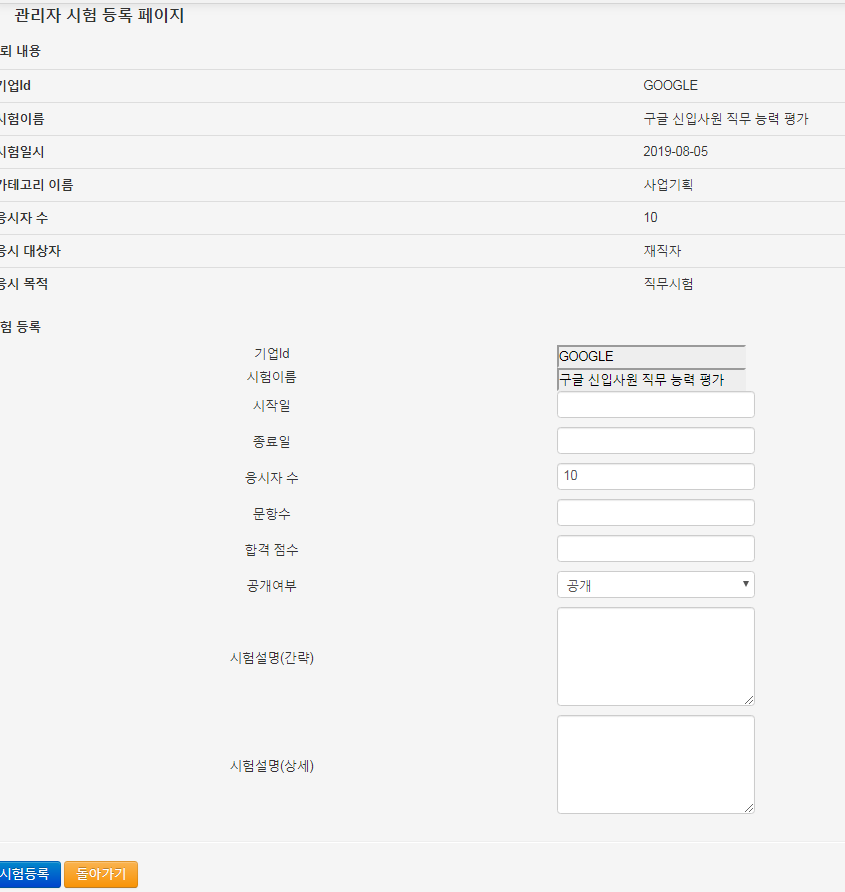 관리자 시험 등록 페이지
뢰 내용
기업Id GOOGLE
시험이름 구글 신입사원 직무 능력 평가
시험일시 2019-08-05
카테고리 이름 사업기획
응시자 수 10
응시 대상자 재직자
응시 목적 직무시험
험 등록
기업Id GOOGLE
시험이름 구글 신입사원 직무 능력 평가
시작일
종료일
응시자 수 10
문항수
합격 점수
공개여부 공개
시험설명(간략)
시험설명(상세)
시험등록 돌아가기